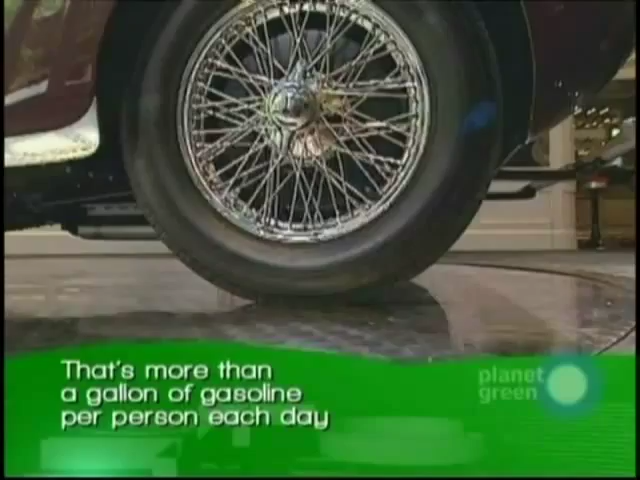 That's more than
a gallon of gasoline
per person each day
planet
green